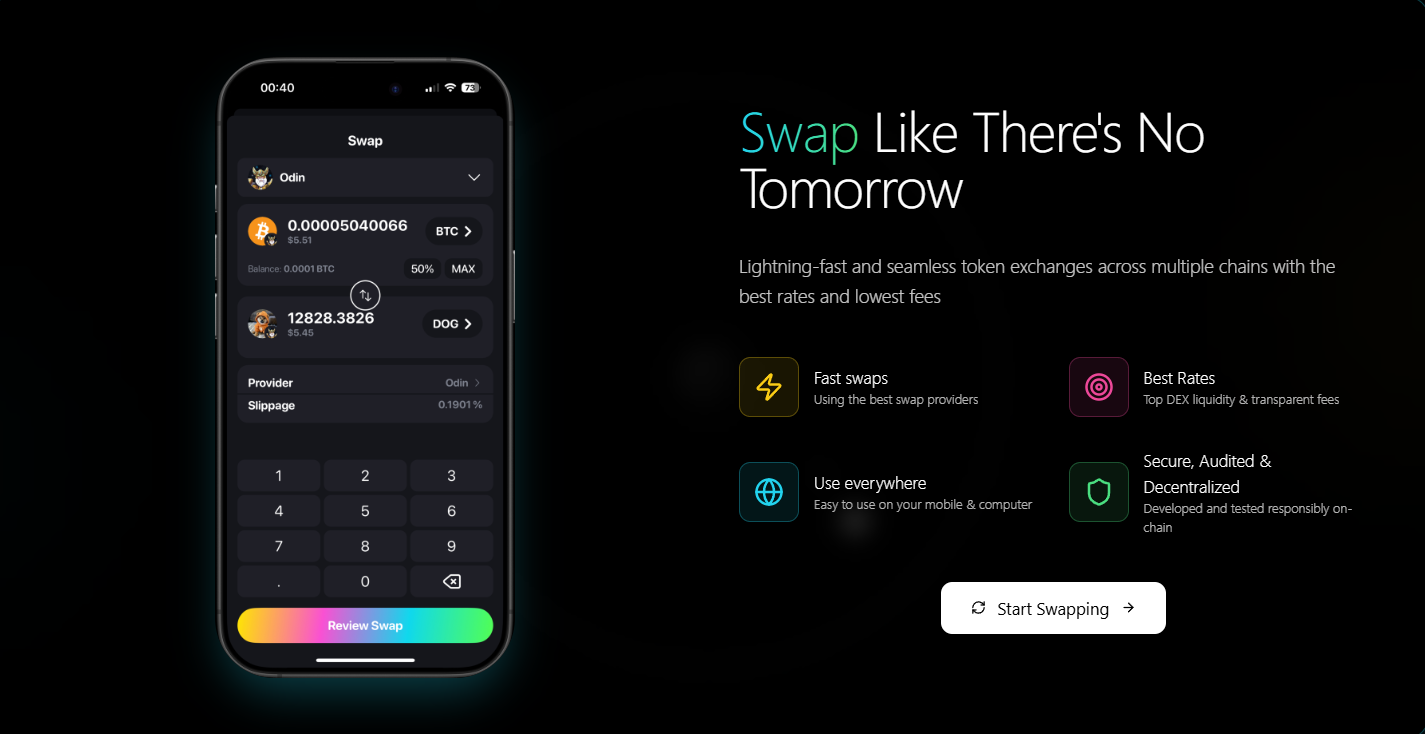 00:40
73
Swap
Odin
0.00005040066
$5.51
BTC
Balance: 0.0001 BTC
50%
MAX
12828.3826
$5.45
DOG
Provider
Odin
Slippage
0.1901%
1 2 3
4 5 6
7 8 9
. 0
Review Swap
Swap Like There's No
Tomorrow
Lightning-fast and seamless token exchanges across multiple chains with the
best rates and lowest fees
Fast swaps
Using the best swap providers
Best Rates
Top DEX liquidity & transparent fees
Use everywhere
Easy to use on your mobile & computer
Secure, Audited &
Decentralized
Developed and tested responsibly on-
chain
Start Swapping